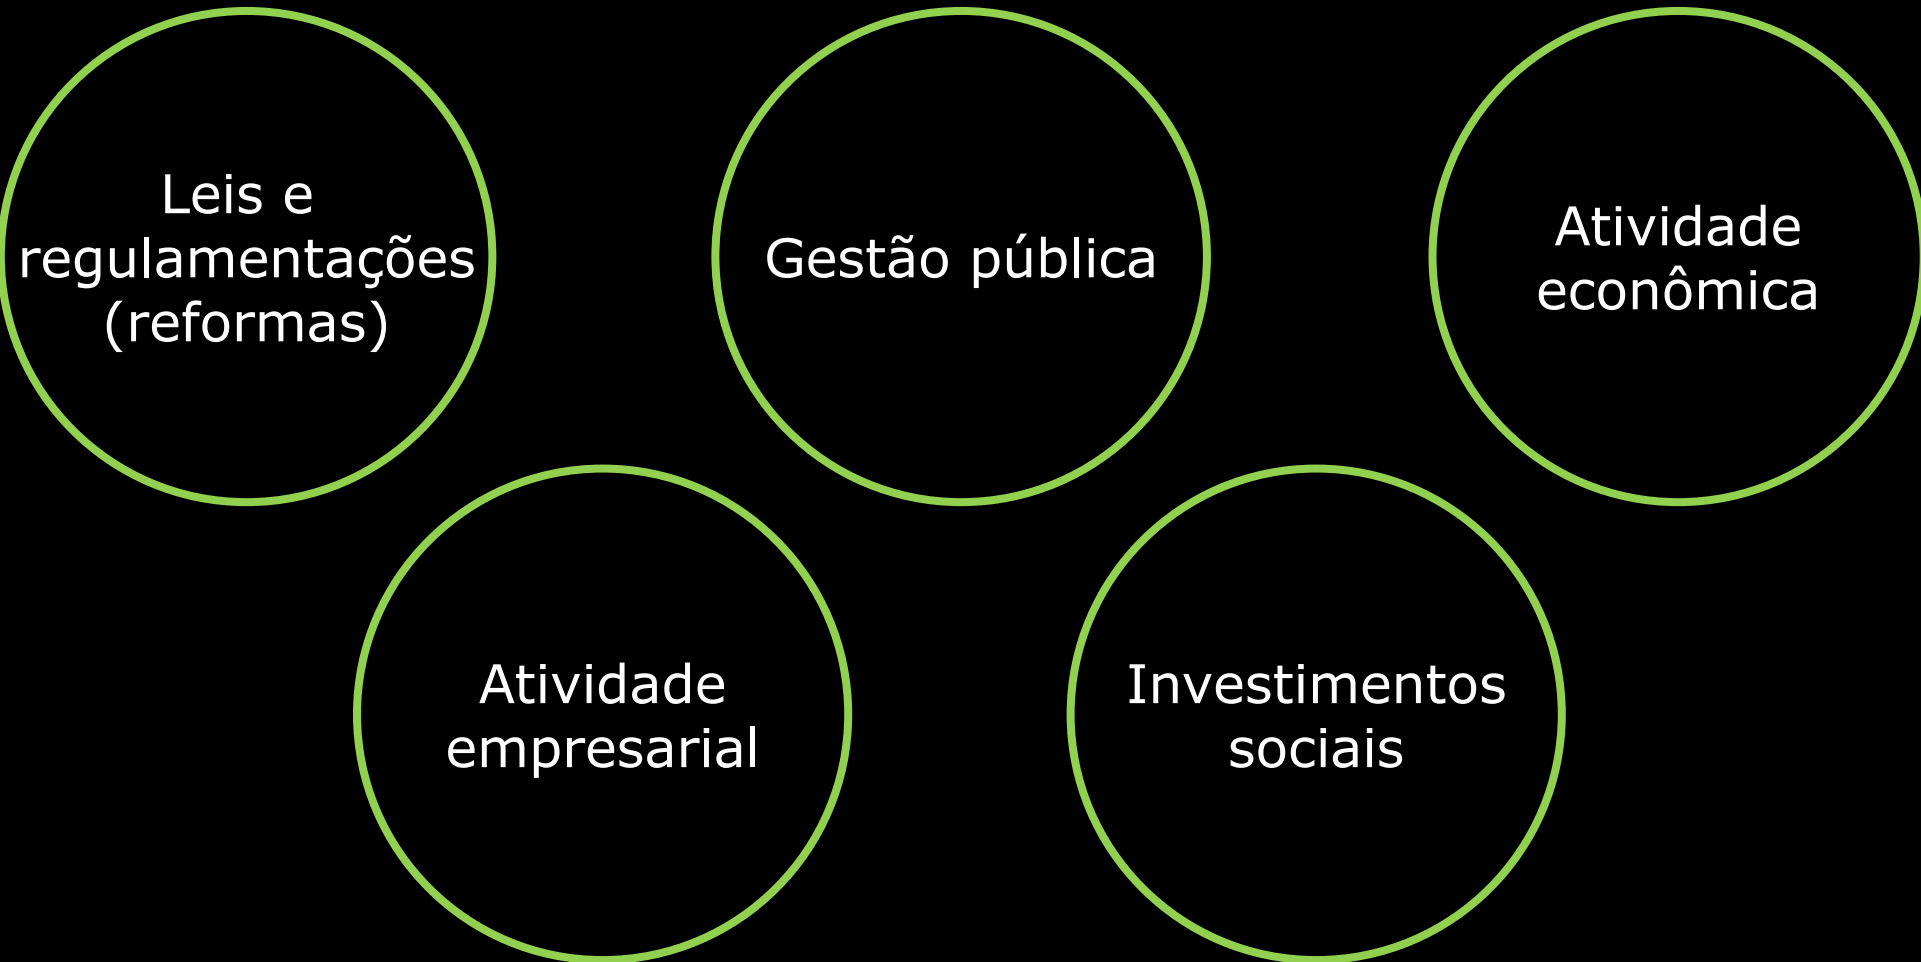 Leis e
regulamentações
(reformas)
Gestão pública
Atividade
econômica
Atividade
empresarial
Investimentos
sociais